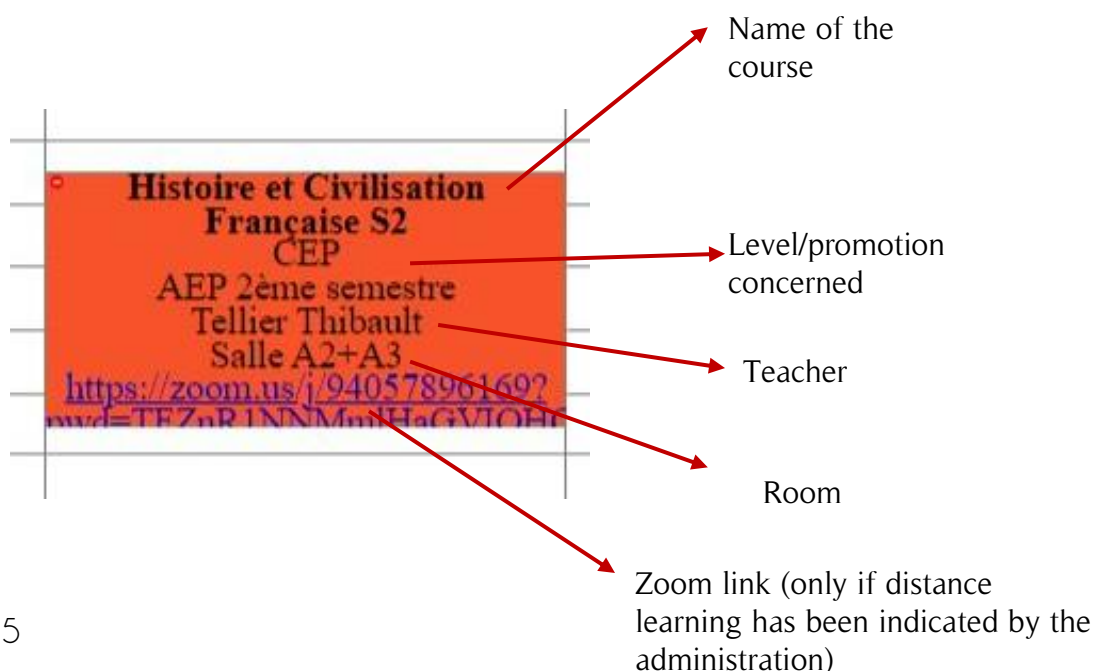 Name of the
course
Histoire et Civilisation
Française S2
CEP
AEP 2ème semestre
Tellier Thibault
Salle A2+A3
https://zoom.us/j/94057896169?
Level/promotion
concerned
Teacher
Room
Zoom link (only if distance
learning has been indicated by the
administration)
5